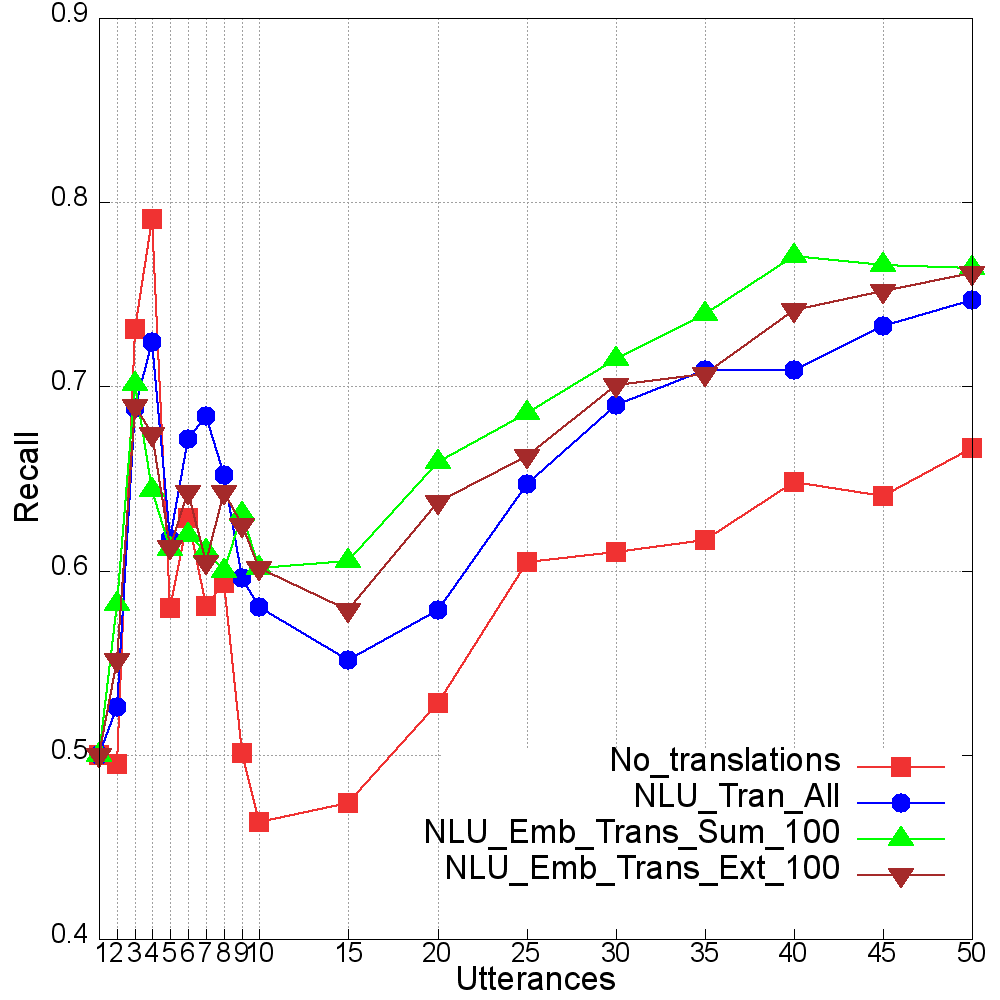 0.9
0.8
0.7
0.6
0.5
0.4
Recall
No_translations
NLU_Tran_All
NLU_Emb_Trans_Sum_100
NLU_Emb_Trans_Ext_100
1 2 3 4 5 6 7 8 9 10 15 20 25 30 35 40 45 50
Utterances